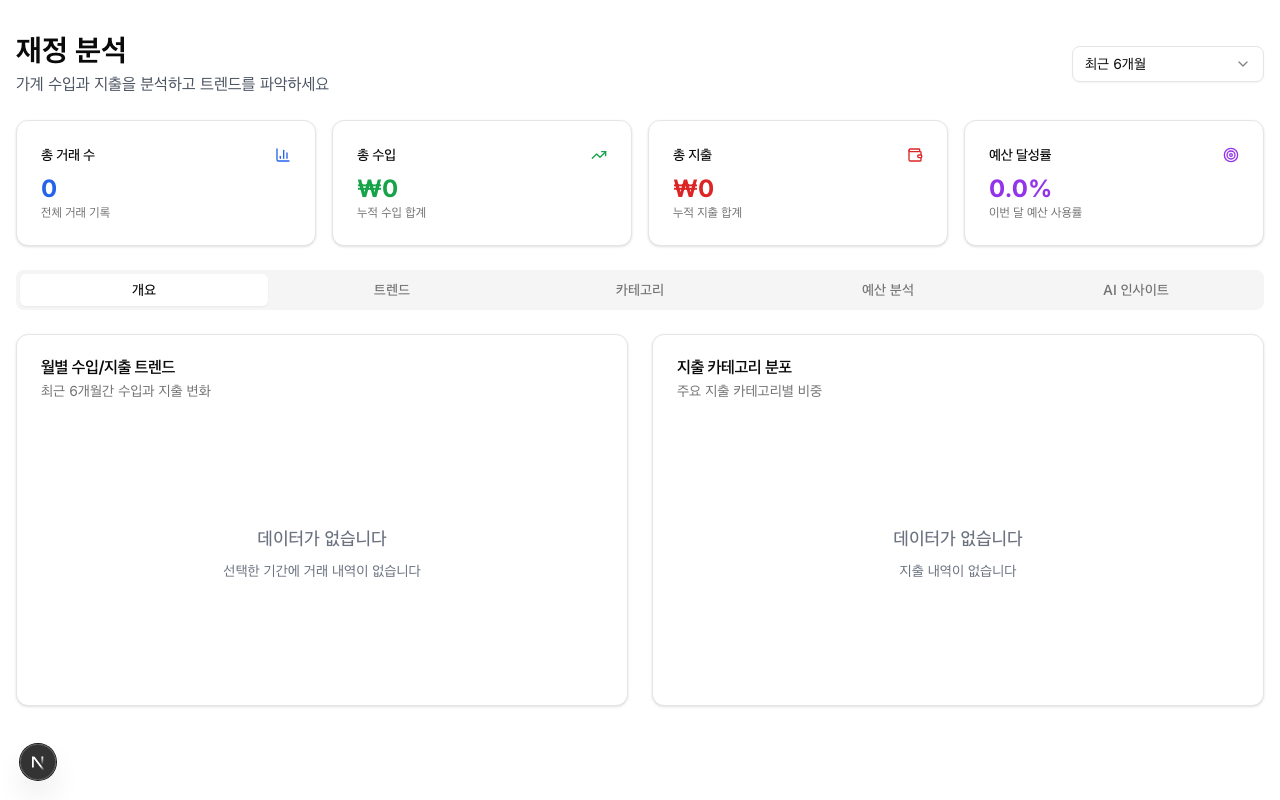 재정 분석
가계 수입과 지출을 분석하고 트렌드를 파악하세요
최근 6개월
총 거래 수
0
전체 거래 기록
총 수입
₩0
누적 수입 합계
총 지출
₩0
누적 지출 합계
예산 달성률
0.0%
이번 달 예산 사용률
개요
트렌드
카테고리
예산 분석
AI 인사이트
월별 수입/지출 트렌드
최근 6개월간 수입과 지출 변화
데이터가 없습니다
선택한 기간에 거래 내역이 없습니다
지출 카테고리 분포
주요 지출 카테고리별 비중
데이터가 없습니다
지출 내역이 없습니다
N